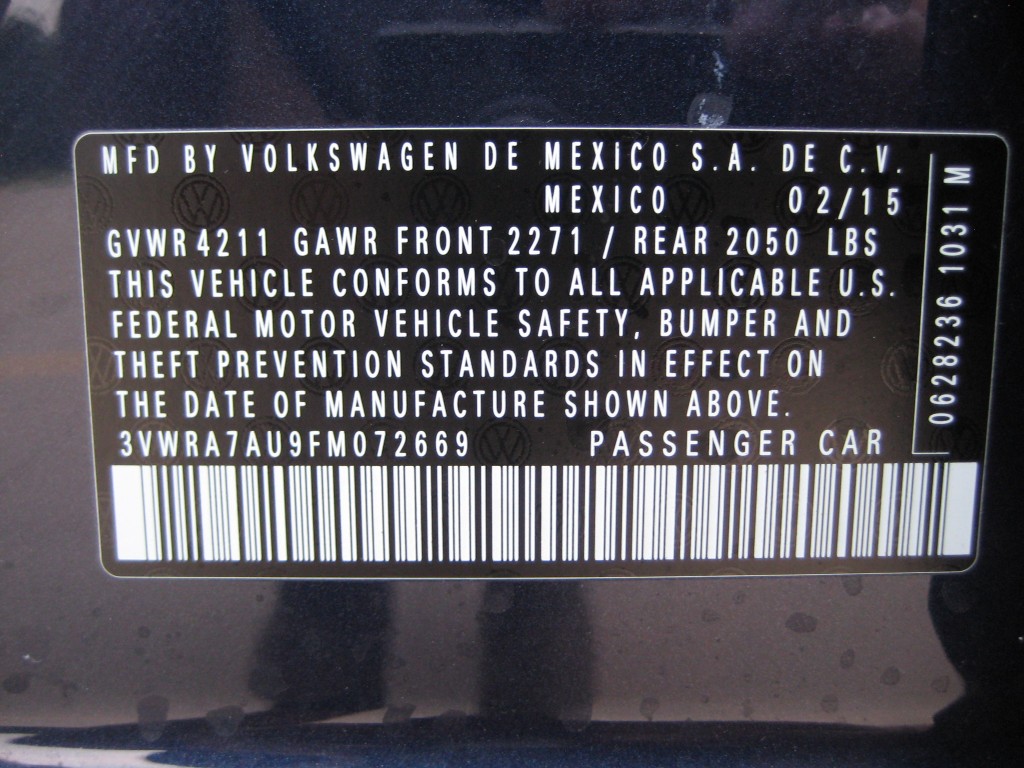 MFD BY VOLKSWAGEN DE MEXICO S.A. DE C.V.
MEXICO 02/15
GVWR 4211 GAWR FRONT 2271 / REAR 2050 LBS
THIS VEHICLE CONFORMS TO ALL APPLICABLE U.S.
FEDERAL MOTOR VEHICLE SAFETY, BUMPER AND
THEFT PREVENTION STANDARDS IN EFFECT ON
THE DATE OF MANUFACTURE SHOWN ABOVE.
3VWRA7AU9FM072669 PASSENGER CAR
0628236 1031 M